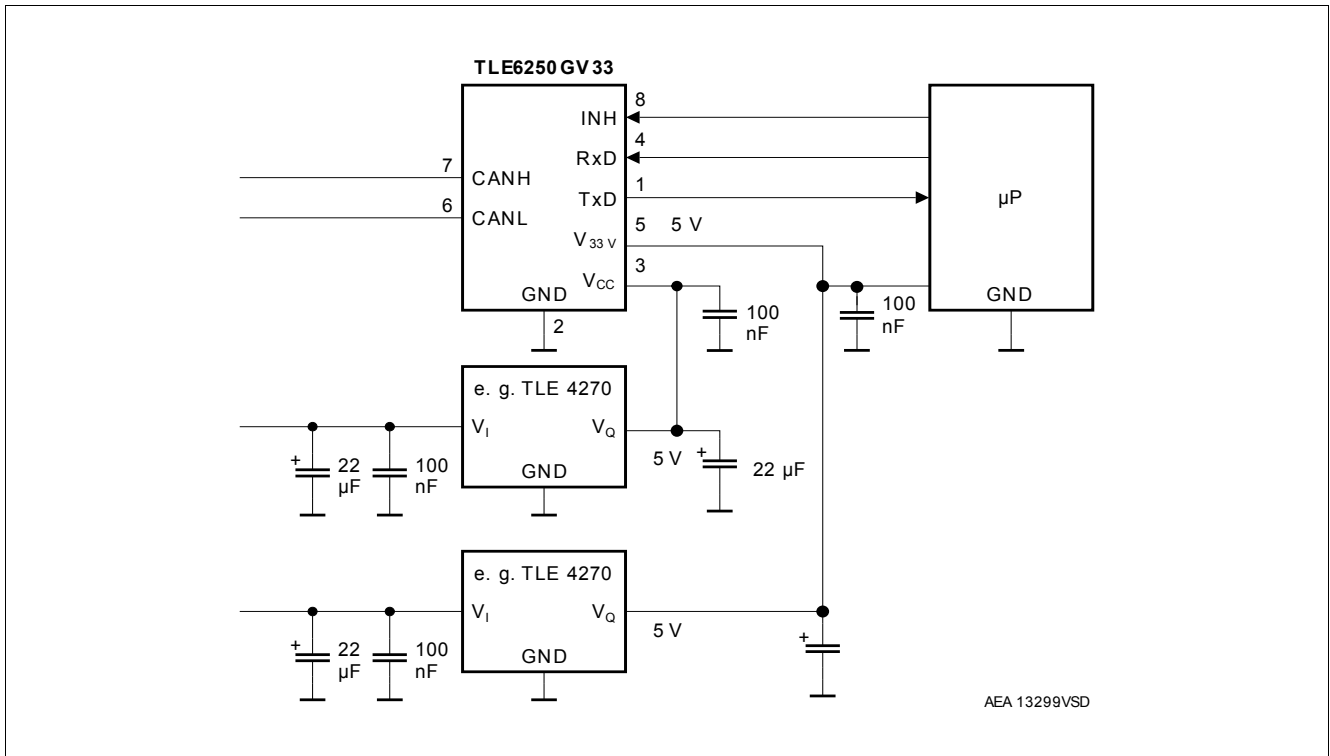 TLE6250 GV33
8
INH
4
RxD
7
CANH
1
TxD
µP
6
CANL
5 5 V
V33 V
3
VCC
GND
2
100 nF
100 nF
GND
e. g. TLE 4270
VI
VQ
5 V
+ 22 µF
100 nF
GND
+ 22 µF
e. g. TLE 4270
VI
VQ
5 V
+ 22 µF
100 nF
GND
+
AEA 13299VSD